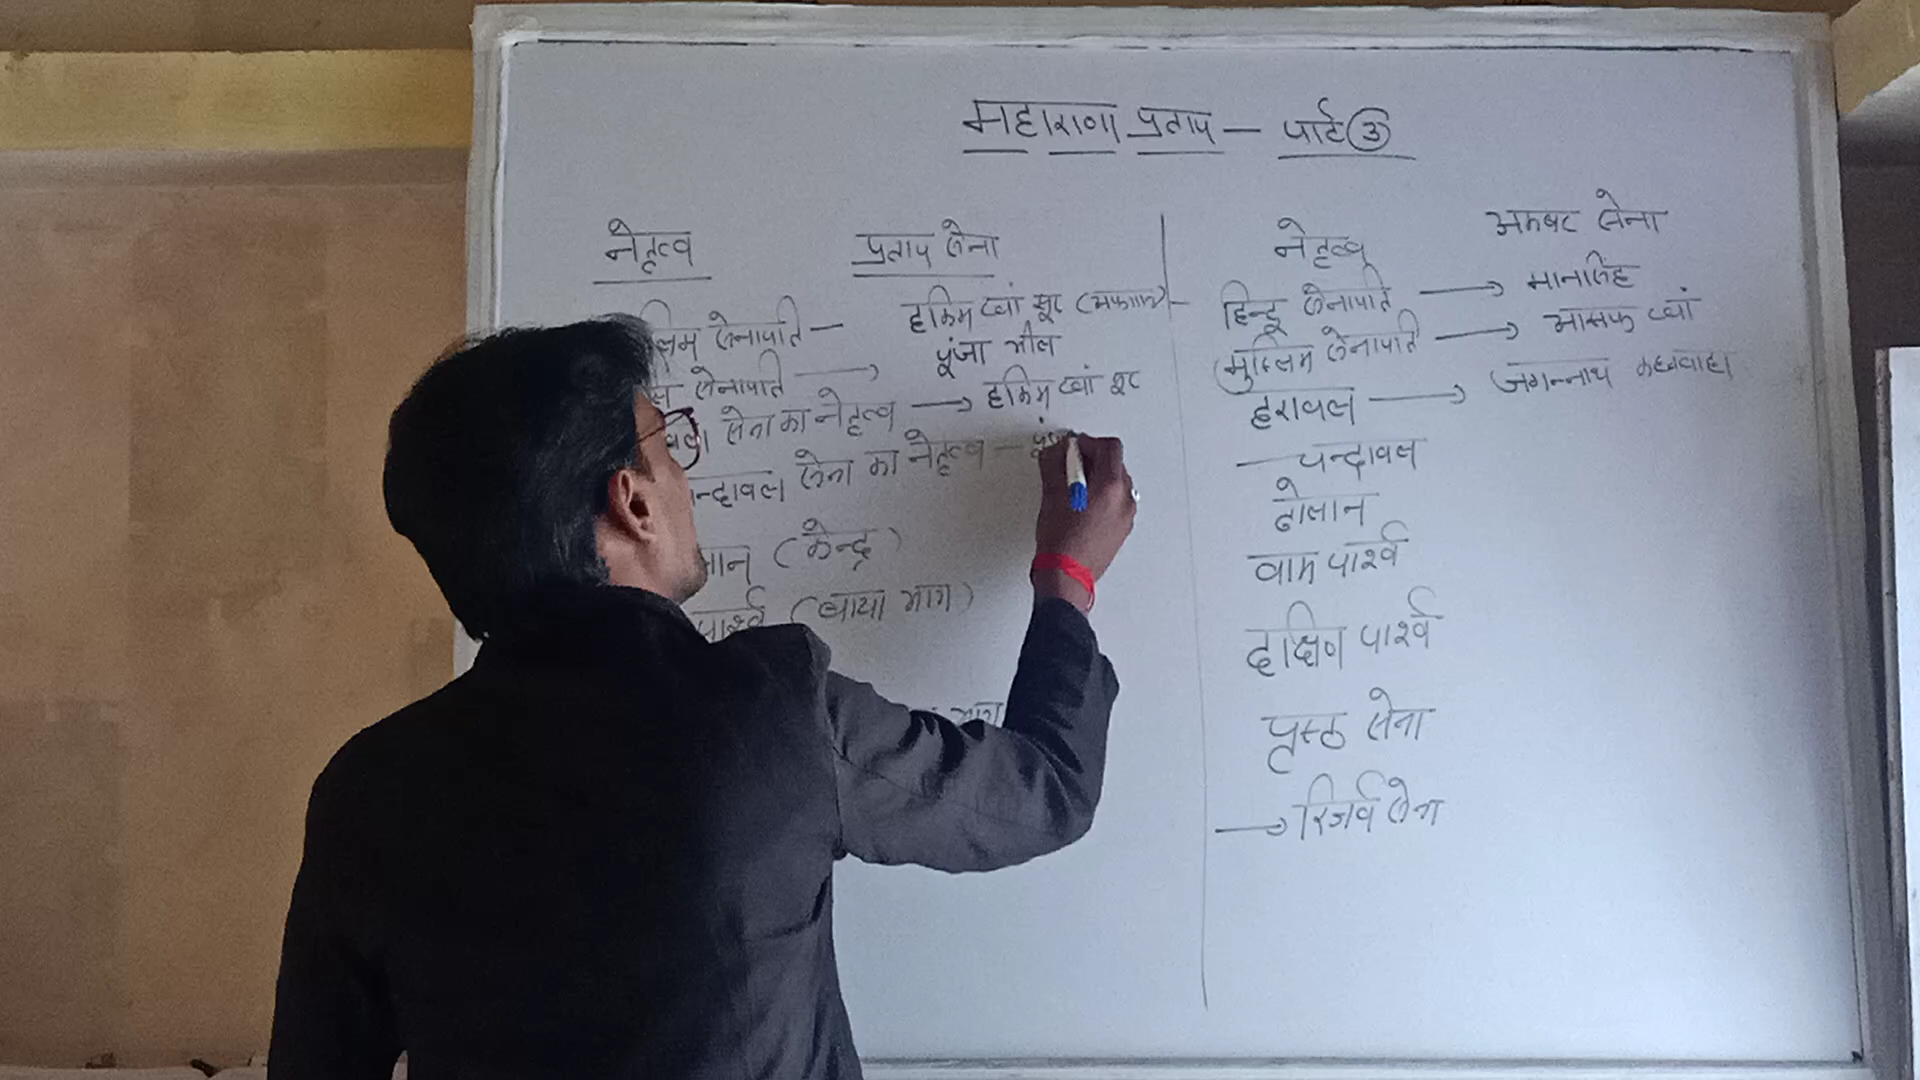 महाराणा प्रताप — पार्ट ③
नेतृत्व प्रताप सेना
सेनापति — हकिम खां सूर (अफगान)
सेनापति → पूंजा भील
सेना का नेतृत्व → हकिम खां सूर
न्द्रावल सेना का नेतृत्व — पूं
(केन्द्र)
पार्श्व (बायां भाग)
भाग
नेतृत्व अकबर सेना
हिन्दू सेनापति → मानसिंह
मुस्लिम सेनापति → आसफ खां
हरावल → जगन्नाथ कछवाहा
चन्द्रावल
ढोलान
वाम पार्श्व
दक्षिण पार्श्व
पृस्ठ सेना
→ रिजर्व सेना